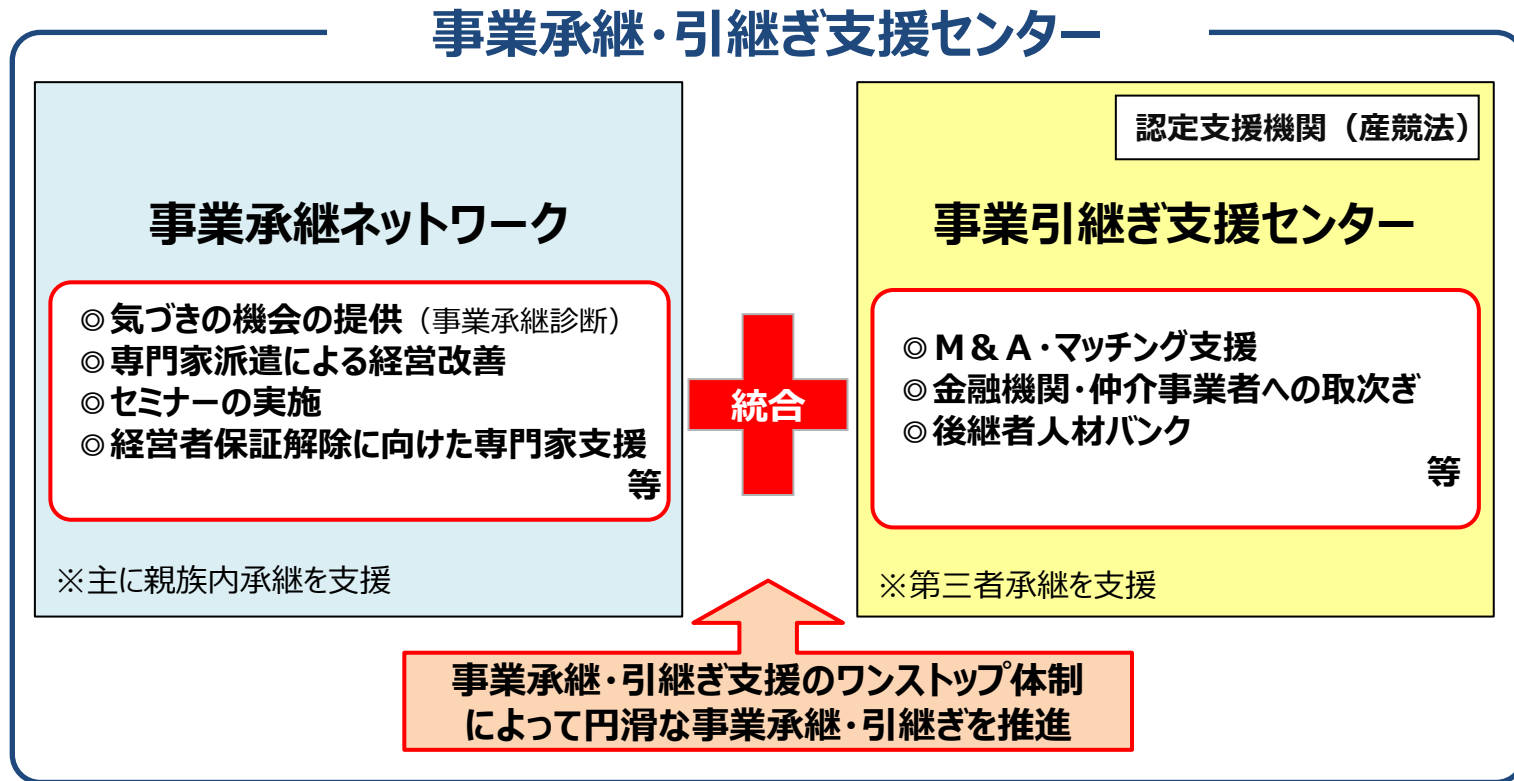 事業承継・引継ぎ支援センター
事業承継ネットワーク
◎気づきの機会の提供（事業承継診断）
◎専門家派遣による経営改善
◎セミナーの実施
◎経営者保証解除に向けた専門家支援
等
※主に親族内承継を支援
統合
認定支援機関（産競法）
事業引継ぎ支援センター
◎M&A・マッチング支援
◎金融機関・仲介事業者への取次ぎ
◎後継者人材バンク
等
※第三者承継を支援
事業承継・引継ぎ支援のワンストップ体制
によって円滑な事業承継・引継ぎを推進